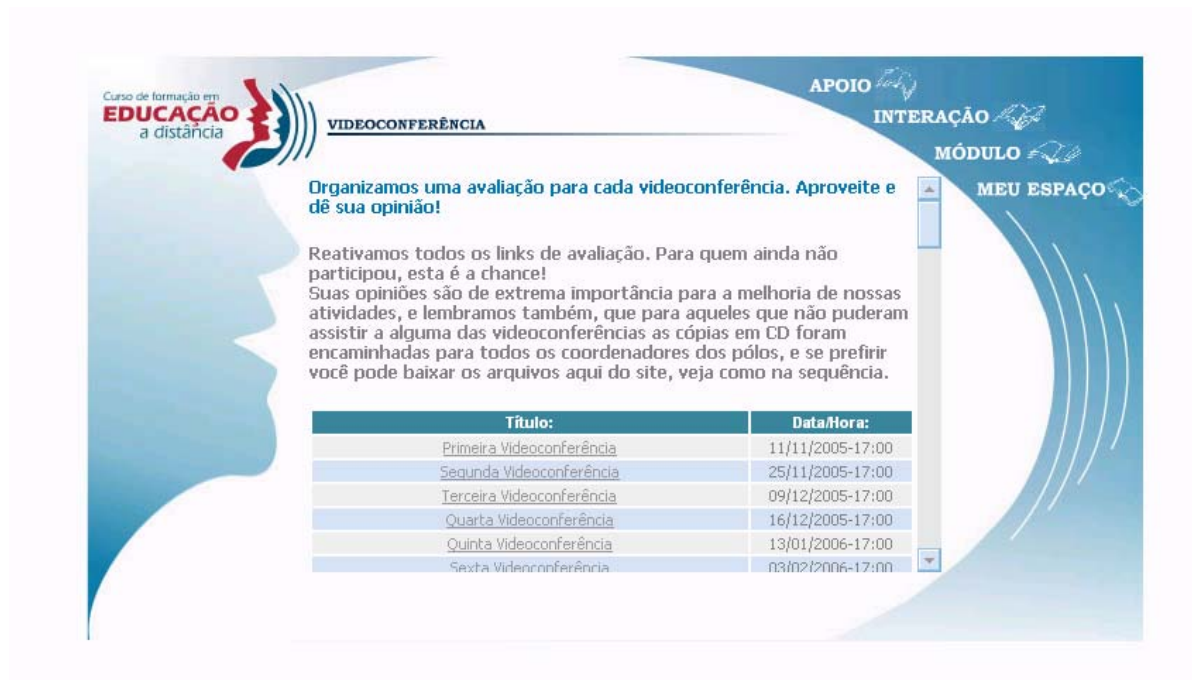 Curso de formação em
EDUCAÇÃO
a distância
VIDEOCONFERÊNCIA
APOIO
INTERAÇÃO
MÓDULO
MEU ESPAÇO
Organizamos uma avaliação para cada videoconferência. Aproveite e
dê sua opinião!
Reativamos todos os links de avaliação. Para quem ainda não
participou, esta é a chance!
Suas opiniões são de extrema importância para a melhoria de nossas
atividades, e lembramos também, que para aqueles que não puderam
assistir a alguma das videoconferências as cópias em CD foram
encaminhadas para todos os coordenadores dos pólos, e se prefirir
você pode baixar os arquivos aqui do site, veja como na sequência.
Título: Data/Hora:
Primeira Videoconferência 11/11/2005-17:00
Segunda Videoconferência 25/11/2005-17:00
Terceira Videoconferência 09/12/2005-17:00
Quarta Videoconferência 16/12/2005-17:00
Quinta Videoconferência 13/01/2006-17:00
Sexta Videoconferência 03/02/2006-17:00